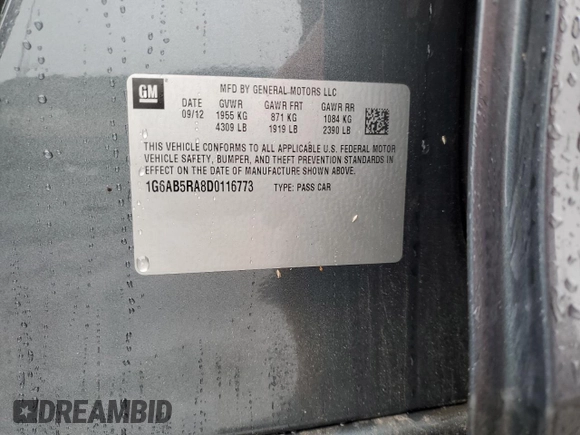 GM
MFD BY GENERAL MOTORS LLC
DATE GVWR GAWR FRT GAWR RR
09/12 1955 KG 871 KG 1084 KG
4309 LB 1919 LB 2390 LB
THIS VEHICLE CONFORMS TO ALL APPLICABLE U.S. FEDERAL MOTOR
VEHICLE SAFETY, BUMPER, AND THEFT PREVENTION STANDARDS IN
EFFECT ON THE DATE OF MANUFACTURE SHOWN ABOVE.
1G6AB5RA8D0116773 TYPE: PASS CAR
DREAMBID